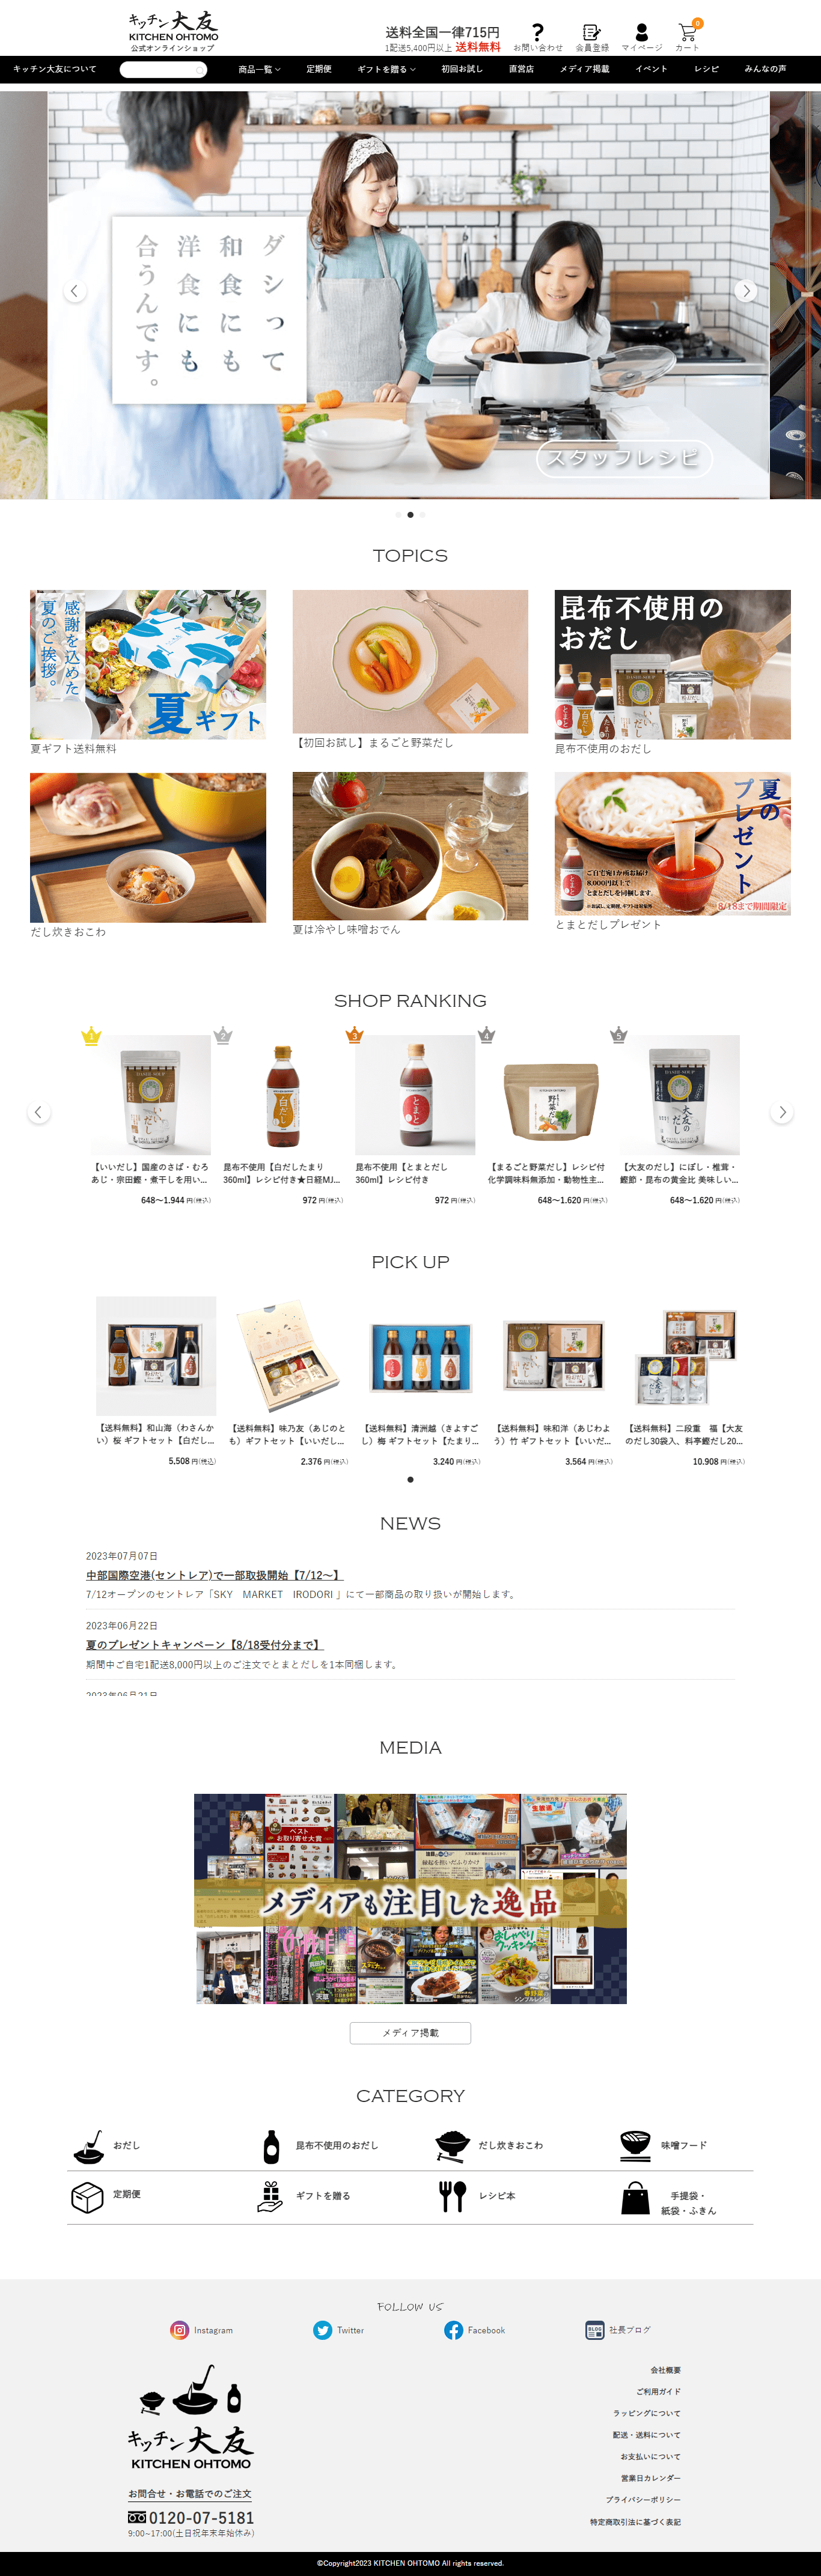 キッチン大友
KITCHEN OHTOMO
公式オンラインショップ
送料全国一律715円
1配送5,400円以上 送料無料
お問い合わせ
会員登録
マイページ
0
カート
キッチン大友について
商品一覧
定期便
ギフトを贈る
初回お試し
直営店
メディア掲載
イベント
レシピ
みんなの声
ダシって
和食にも
洋食にも
合うんです。
スタッフレシピ
TOPICS
感謝を込めた
夏のご挨拶。
夏ギフト
夏ギフト送料無料
【初回お試し】まるごと野菜だし
昆布不使用の
おだし
昆布不使用のおだし
だし炊きおこわ
夏は冷やし味噌おでん
夏の
プレゼント
ご自宅宛1か所お届け
8,000円以上で
とまとだしを同梱します。
8/18まで期間限定
とまとだしプレゼント
SHOP RANKING
1
2
3
4
5
【いいだし】国産のさば・むろ
あじ・宗田鰹・煮干しを用い...
648～1,944 円(税込)
昆布不使用【白だしたまり
360ml】レシピ付き★日経MJ...
972 円(税込)
昆布不使用【とまとだし
360ml】レシピ付き
972 円(税込)
【まるごと野菜だし】レシピ付
化学調味料無添加・動物性主...
648～1,620 円(税込)
【大友のだし】にぼし・椎茸・
鰹節・昆布の黄金比 美味しい...
648～1,620 円(税込)
PICK UP
【送料無料】和山海（わさんか
い）桜 ギフトセット【白だし...
5,508 円(税込)
【送料無料】味乃友（あじのと
も）ギフトセット【いいだし...
2,376 円(税込)
【送料無料】清洲越（きよすご
し）梅 ギフトセット【たまり...
3,240 円(税込)
【送料無料】味和洋（あじわよ
う）竹 ギフトセット【いいだ...
3,564 円(税込)
【送料無料】二段重　福【大友
のだし30袋入、料亭鰹だし20...
10,908 円(税込)
NEWS
2023年07月07日
中部国際空港(セントレア)で一部取扱開始【7/12～】
7/12オープンのセントレア「SKY　MARKET　IRODORI 」にて一部商品の取り扱いが開始します。
2023年06月22日
夏のプレゼントキャンペーン【8/18受付分まで】
期間中ご自宅1配送8,000円以上のご注文でとまとだしを1本同梱します。
2023年06月21日
MEDIA
メディアも注目した逸品
メディア掲載
CATEGORY
おだし
昆布不使用のおだし
だし炊きおこわ
味噌フード
定期便
ギフトを贈る
レシピ本
手提袋・
紙袋・ふきん
FOLLOW US
Instagram
Twitter
Facebook
BLOG
社長ブログ
キッチン大友
KITCHEN OHTOMO
お問合せ・お電話でのご注文
0120-07-5181
9:00~17:00(土日祝年末年始休み)
会社概要
ご利用ガイド
ラッピングについて
配送・送料について
お支払いについて
営業日カレンダー
プライバシーポリシー
特定商取引法に基づく表記
©Copyright2023 KITCHEN OHTOMO All rights reserved.